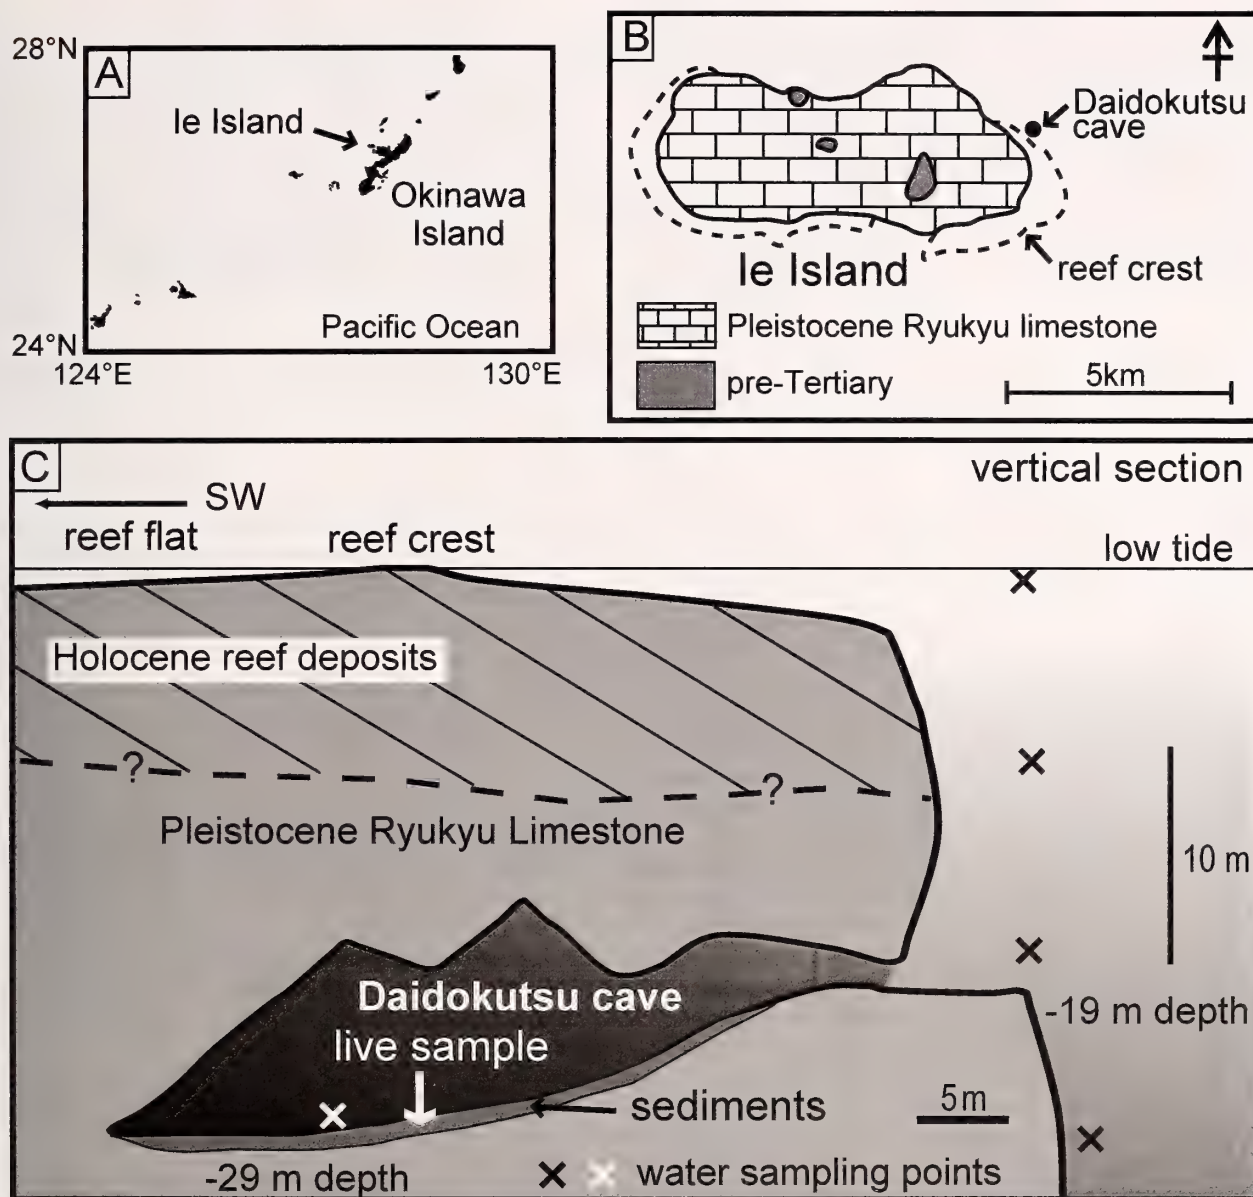 A
28°N
Ie Island
Okinawa
Island
Pacific Ocean
24°N
124°E
130°E
B
Daidokutsu
cave
Ie Island
reef crest
Pleistocene Ryukyu limestone
pre-Tertiary
5km
C
vertical section
SW
reef flat
reef crest
low tide
Holocene reef deposits
?
?
Pleistocene Ryukyu Limestone
10 m
Daidokutsu cave
live sample
-19 m depth
sediments
5m
-29 m depth
water sampling points